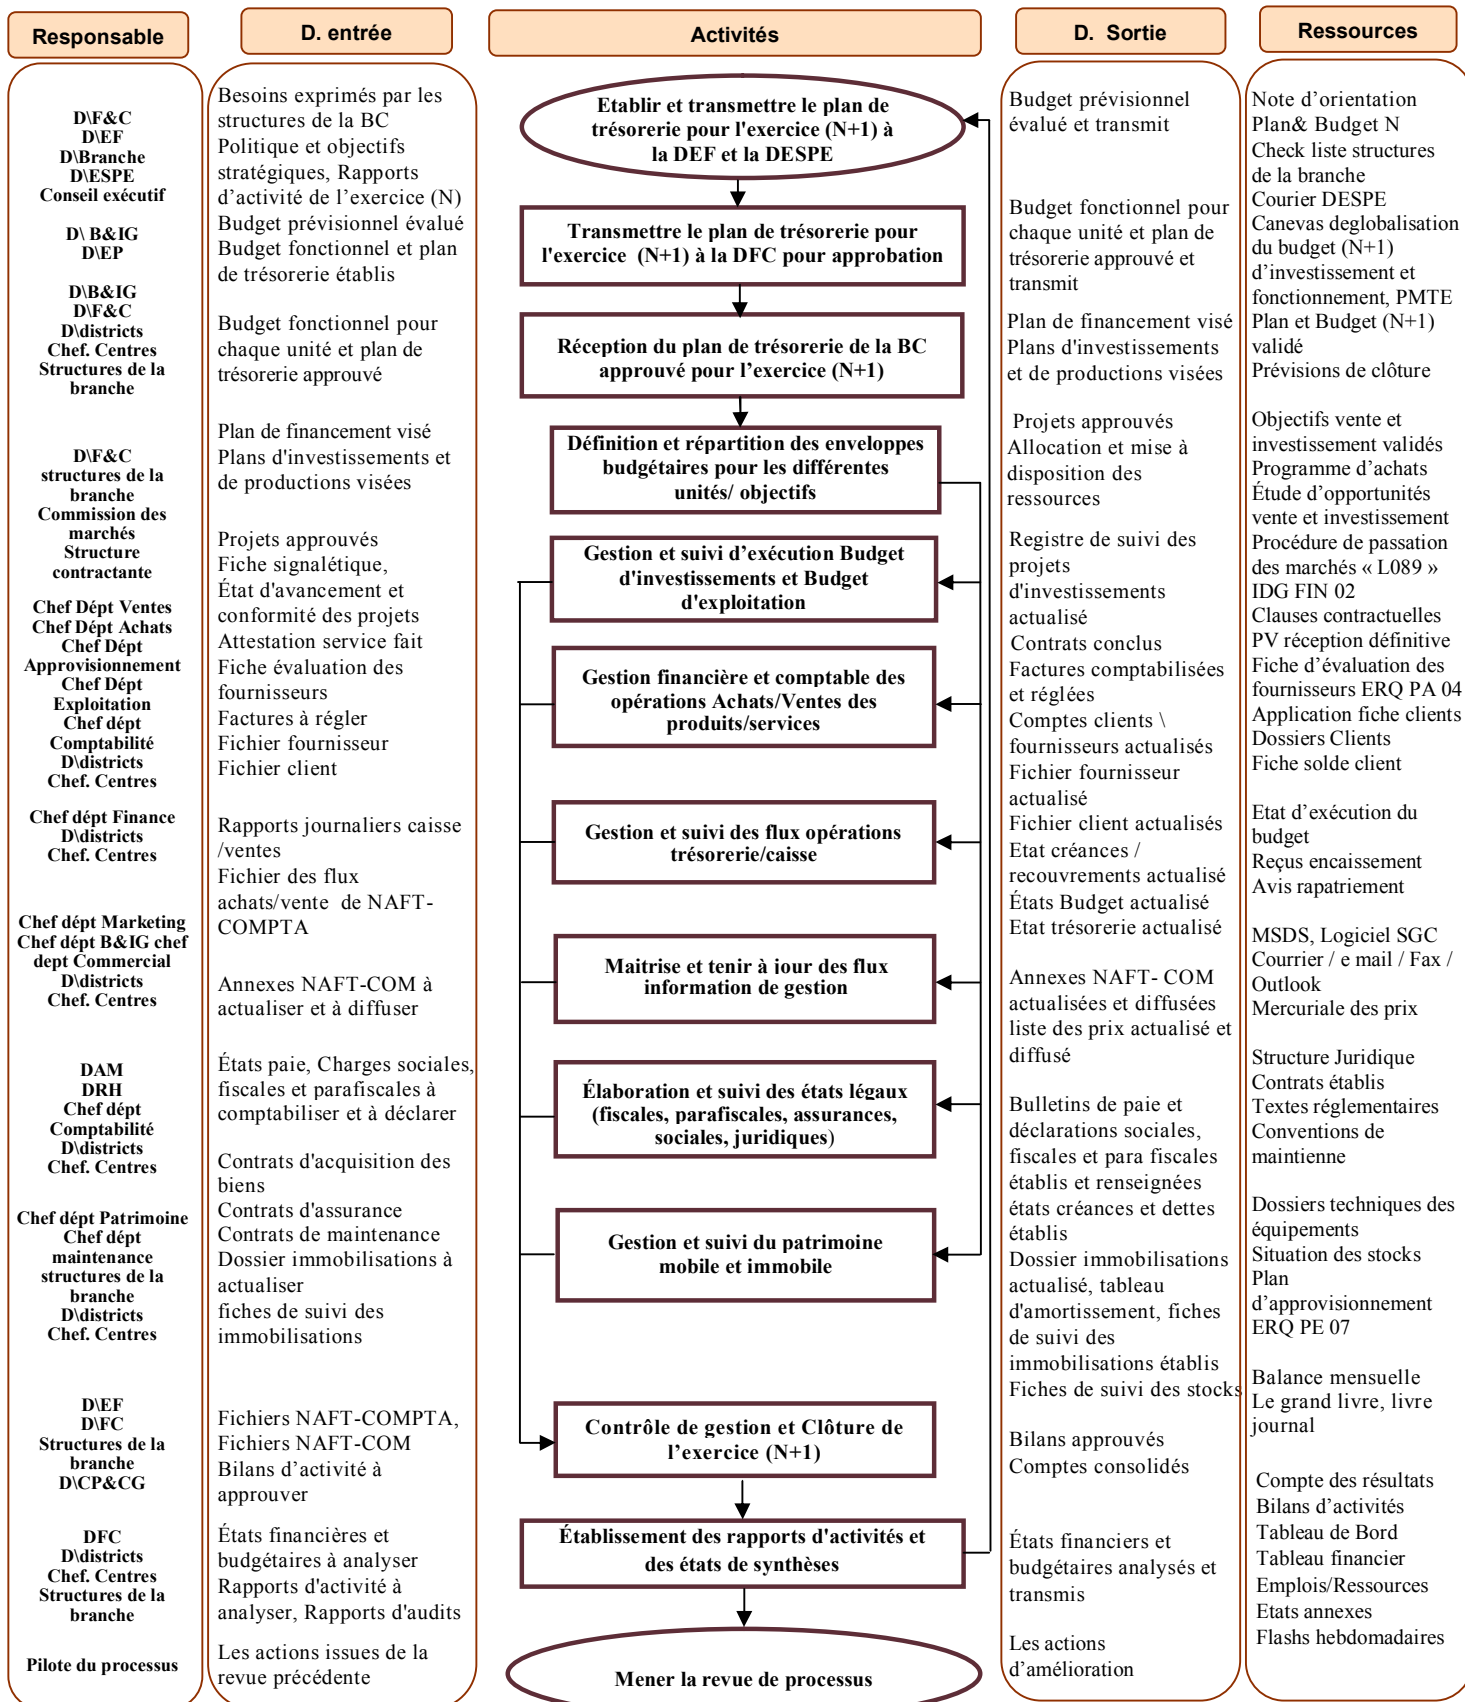 Responsable
D\F&C
D\EF
D\Branche
D\ESPE
Conseil exécutif
D\ B&IG
D\EP
D\B&IG
D\F&C
D\districts
Chef. Centres
Structures de la
branche
D\F&C
structures de la
branche
Commission des
marchés
Structure
contractante
Chef Dépt Ventes
Chef Dépt Achats
Chef Dépt
Approvisionnement
Chef Dépt
Exploitation
Chef dépt
Comptabilité
D\districts
Chef. Centres
Chef dépt Finance
D\districts
Chef. Centres
Chef dépt Marketing
Chef dépt B&IG chef
dept Commercial
D\districts
Chef. Centres
DAM
DRH
Chef dépt
Comptabilité
D\districts
Chef. Centres
Chef dépt Patrimoine
Chef dépt
maintenance
structures de la
branche
D\districts
Chef. Centres
D\EF
D\FC
Structures de la
branche
D\CP&CG
DFC
D\districts
Chef. Centres
Structures de la
branche
Pilote du processus
D. entrée
Besoins exprimés par les
structures de la BC
Politique et objectifs
stratégiques, Rapports
d’activité de l’exercice (N)
Budget prévisionnel évalué
Budget fonctionnel et plan
de trésorerie établis
Budget fonctionnel pour
chaque unité et plan de
trésorerie approuvé
Plan de financement visé
Plans d'investissements et
de productions visées
Projets approuvés
Fiche signalétique,
État d'avancement et
conformité des projets
Attestation service fait
Fiche évaluation des
fournisseurs
Factures à régler
Fichier fournisseur
Fichier client
Rapports journaliers caisse
/ventes
Fichier des flux
achats/vente de NAFT-
COMPTA
Annexes NAFT-COM à
actualiser et à diffuser
États paie, Charges sociales,
fiscales et parafiscales à
comptabiliser et à déclarer
Contrats d'acquisition des
biens
Contrats d'assurance
Contrats de maintenance
Dossier immobilisations à
actualiser
fiches de suivi des
immobilisations
Fichiers NAFT-COMPTA,
Fichiers NAFT-COM
Bilans d’activité à
approuver
États financières et
budgétaires à analyser
Rapports d'activité à
analyser, Rapports d'audits
Les actions issues de la
revue précédente
Activités
Etablir et transmettre le plan de
trésorerie pour l'exercice (N+1) à
la DEF et la DESPE
Transmettre le plan de trésorerie pour
l'exercice (N+1) à la DFC pour approbation
Réception du plan de trésorerie de la BC
approuvé pour l’exercice (N+1)
Définition et répartition des enveloppes
budgétaires pour les différentes
unités/ objectifs
Gestion et suivi d’exécution Budget
d'investissements et Budget
d'exploitation
Gestion financière et comptable des
opérations Achats/Ventes des
produits/services
Gestion et suivi des flux opérations
trésorerie/caisse
Maitrise et tenir à jour des flux
information de gestion
Élaboration et suivi des états légaux
(fiscales, parafiscales, assurances,
sociales, juridiques)
Gestion et suivi du patrimoine
mobile et immobile
Contrôle de gestion et Clôture de
l’exercice (N+1)
Établissement des rapports d'activités et
des états de synthèses
Mener la revue de processus
D. Sortie
Budget prévisionnel
évalué et transmit
Budget fonctionnel pour
chaque unité et plan de
trésorerie approuvé et
transmit
Plan de financement visé
Plans d'investissements
et de productions visées
Projets approuvés
Allocation et mise à
disposition des
ressources
Registre de suivi des
projets
d'investissements
actualisé
Contrats conclus
Factures comptabilisées
et réglées
Comptes clients \
fournisseurs actualisés
Fichier fournisseur
actualisé
Fichier client actualisés
Etat créances /
recouvrements actualisé
États Budget actualisé
Etat trésorerie actualisé
Annexes NAFT- COM
actualisées et diffusées
liste des prix actualisé et
diffusé
Bulletins de paie et
déclarations sociales,
fiscales et para fiscales
établis et renseignées
états créances et dettes
établis
Dossier immobilisations
actualisé, tableau
d'amortissement, fiches
de suivi des
immobilisations établis
Fiches de suivi des stocks
Bilans approuvés
Comptes consolidés
États financiers et
budgétaires analysés et
transmis
Les actions
d’amélioration
Ressources
Note d’orientation
Plan& Budget N
Check liste structures
de la branche
Courier DESPE
Canevas deglobalisation
du budget (N+1)
d’investissement et
fonctionnement, PMTE
Plan et Budget (N+1)
validé
Prévisions de clôture
Objectifs vente et
investissement validés
Programme d’achats
Étude d’opportunités
vente et investissement
Procédure de passation
des marchés « L089 »
IDG FIN 02
Clauses contractuelles
PV réception définitive
Fiche d’évaluation des
fournisseurs ERQ PA 04
Application fiche clients
Dossiers Clients
Fiche solde client
Etat d’exécution du
budget
Reçus encaissement
Avis rapatriement
MSDS, Logiciel SGC
Courrier / e mail / Fax /
Outlook
Mercuriale des prix
Structure Juridique
Contrats établis
Textes réglementaires
Conventions de
maintienne
Dossiers techniques des
équipements
Situation des stocks
Plan
d’approvisionnement
ERQ PE 07
Balance mensuelle
Le grand livre, livre
journal
Compte des résultats
Bilans d’activités
Tableau de Bord
Tableau financier
Emplois/Ressources
Etats annexes
Flashs hebdomadaires